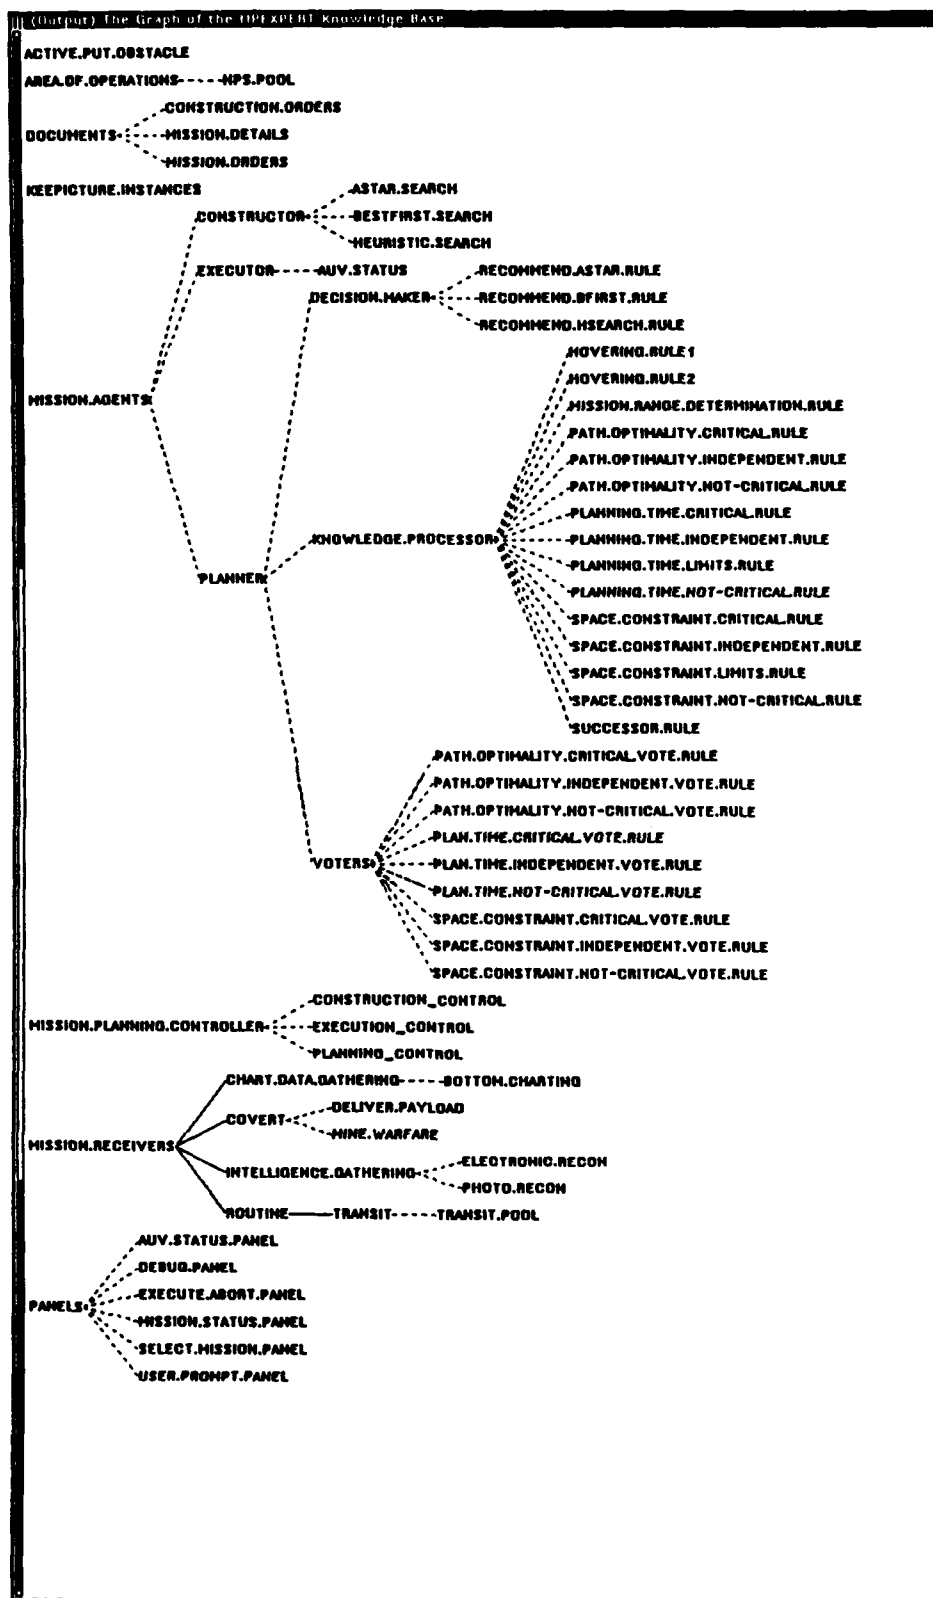 (Output) The Graph of the MPEXPERT Knowledge Base
ACTIVE.PUT.OBSTACLE
AREA.OF.OPERATIONS NPS.POOL
CONSTRUCTION.ORDERS
DOCUMENTS MISSION.DETAILS
MISSION.ORDERS
KEEPICTURE.INSTANCES
ASTAR.SEARCH
CONSTRUCTOR BESTFIRST.SEARCH
HEURISTIC.SEARCH
EXECUTOR AUV.STATUS RECOMMEND.ASTAR.RULE
DECISION.MAKER RECOMMEND.BFIRST.RULE
RECOMMEND.HSEARCH.RULE
HOVERING.RULE1
HOVERING.RULE2
MISSION.AGENTS MISSION.RANGE.DETERMINATION.RULE
PATH.OPTIMALITY.CRITICAL.RULE
PATH.OPTIMALITY.INDEPENDENT.RULE
PATH.OPTIMALITY.NOT-CRITICAL.RULE
PLANNING.TIME.CRITICAL.RULE
KNOWLEDGE.PROCESSOR PLANNING.TIME.INDEPENDENT.RULE
PLANNING.TIME.LIMITS.RULE
PLANNER PLANNING.TIME.NOT-CRITICAL.RULE
SPACE.CONSTRAINT.CRITICAL.RULE
SPACE.CONSTRAINT.INDEPENDENT.RULE
SPACE.CONSTRAINT.LIMITS.RULE
SPACE.CONSTRAINT.NOT-CRITICAL.RULE
SUCCESSOR.RULE
PATH.OPTIMALITY.CRITICAL.VOTE.RULE
PATH.OPTIMALITY.INDEPENDENT.VOTE.RULE
PATH.OPTIMALITY.NOT-CRITICAL.VOTE.RULE
PLAN.TIME.CRITICAL.VOTE.RULE
VOTERS PLAN.TIME.INDEPENDENT.VOTE.RULE
PLAN.TIME.NOT-CRITICAL.VOTE.RULE
SPACE.CONSTRAINT.CRITICAL.VOTE.RULE
SPACE.CONSTRAINT.INDEPENDENT.VOTE.RULE
SPACE.CONSTRAINT.NOT-CRITICAL.VOTE.RULE
CONSTRUCTION_CONTROL
MISSION.PLANNING.CONTROLLER EXECUTION_CONTROL
PLANNING_CONTROL
CHART.DATA.GATHERING BOTTOM.CHARTING
DELIVER.PAYLOAD
COVERT
MINE.WARFARE
MISSION.RECEIVERS
ELECTRONIC.RECON
INTELLIGENCE.GATHERING
PHOTO.RECON
ROUTINE TRANSIT TRANSIT.POOL
AUV.STATUS.PANEL
DEBUG.PANEL
EXECUTE.ABORT.PANEL
PANELS
MISSION.STATUS.PANEL
SELECT.MISSION.PANEL
USER.PROMPT.PANEL